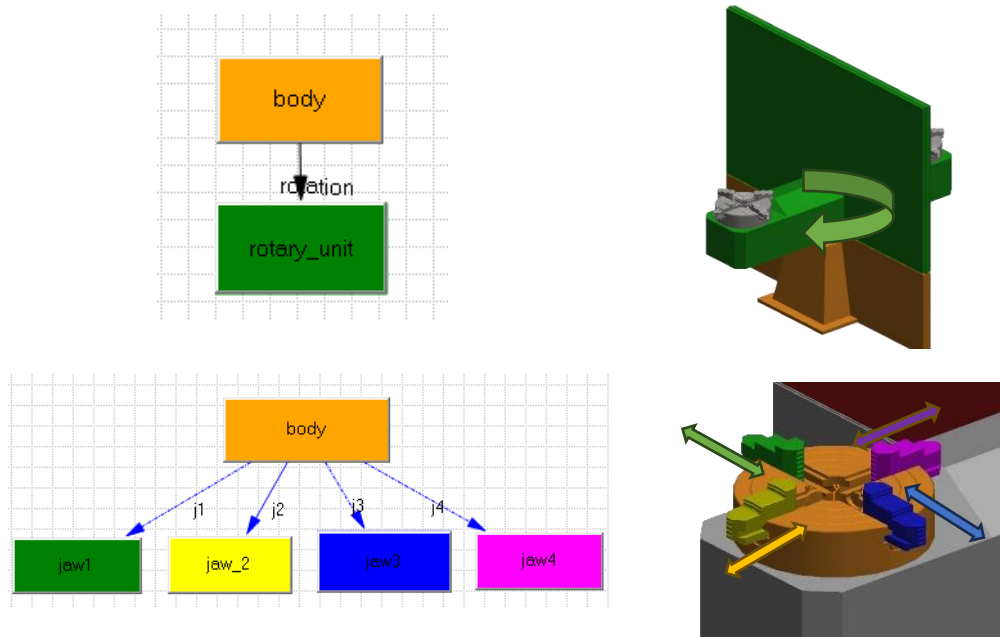 body
rotation
rotary_unit
body
j1
j2
j3
j4
jaw1
jaw_2
jaw3
jaw4